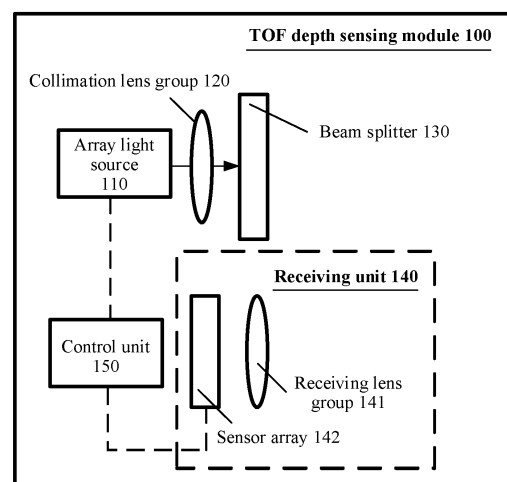 TOF depth sensing module 100
Collimation lens group 120
Beam splitter 130
Array light
source
110
Receiving unit 140
Control unit
150
Receiving lens
group 141
Sensor array 142